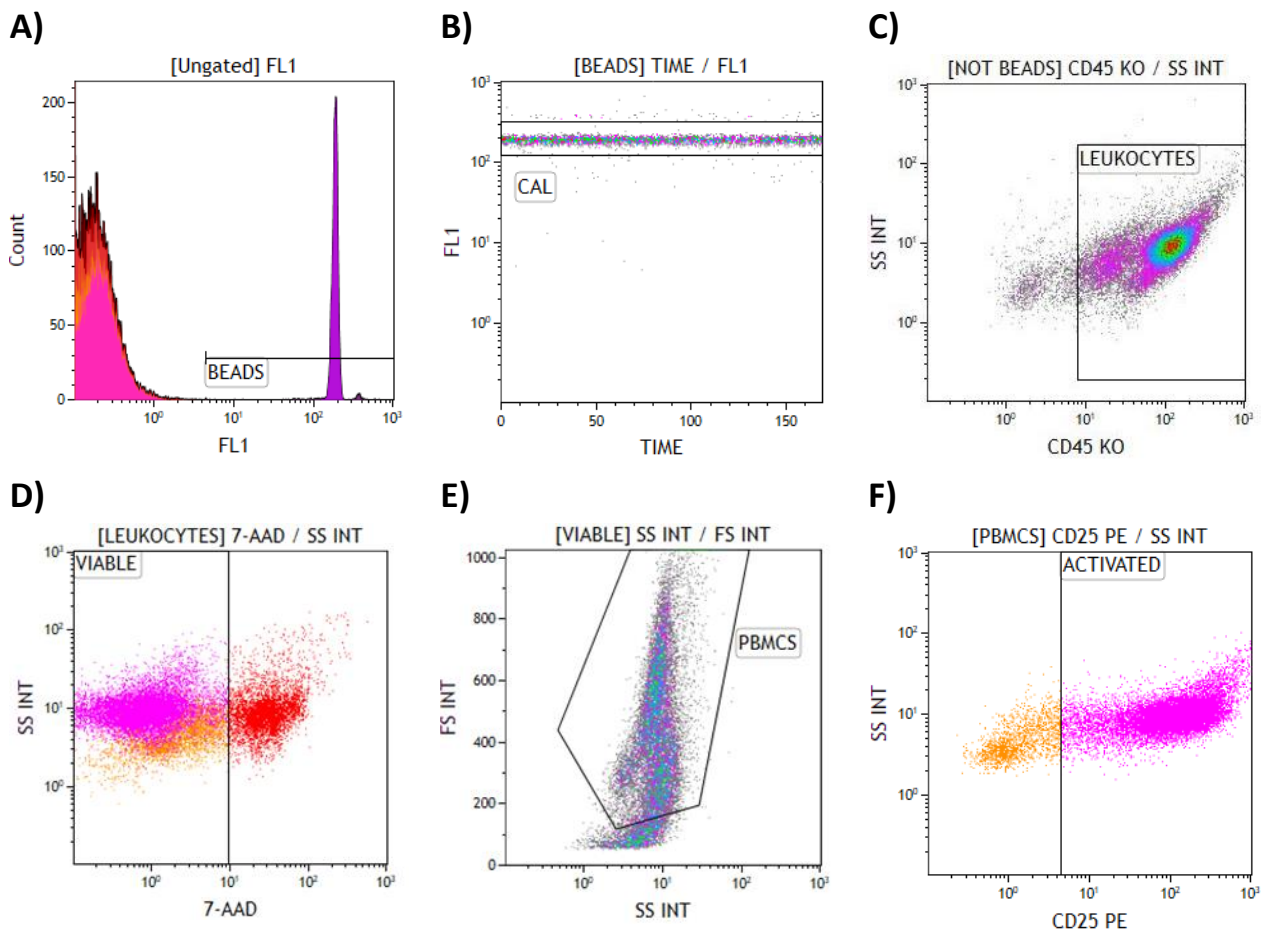 A)
[Ungated] FL1
200
150
100
50
0
Count
BEADS
10⁰
10¹
10²
10³
FL1
B)
[BEADS] TIME / FL1
10³
10²
10¹
10⁰
FL1
CAL
0
50
100
150
TIME
C)
[NOT BEADS] CD45 KO / SS INT
10³
10²
10¹
10⁰
SS INT
LEUKOCYTES
10⁰
10¹
10²
10³
CD45 KO
D)
[LEUKOCYTES] 7-AAD / SS INT
10³
10²
10¹
10⁰
SS INT
VIABLE
10⁰
10¹
10²
10³
7-AAD
E)
[VIABLE] SS INT / FS INT
1000
800
600
400
200
0
FS INT
PBMCS
10⁰
10¹
10²
10³
SS INT
F)
[PBMCS] CD25 PE / SS INT
10³
10²
10¹
10⁰
SS INT
ACTIVATED
10⁰
10¹
10²
10³
CD25 PE